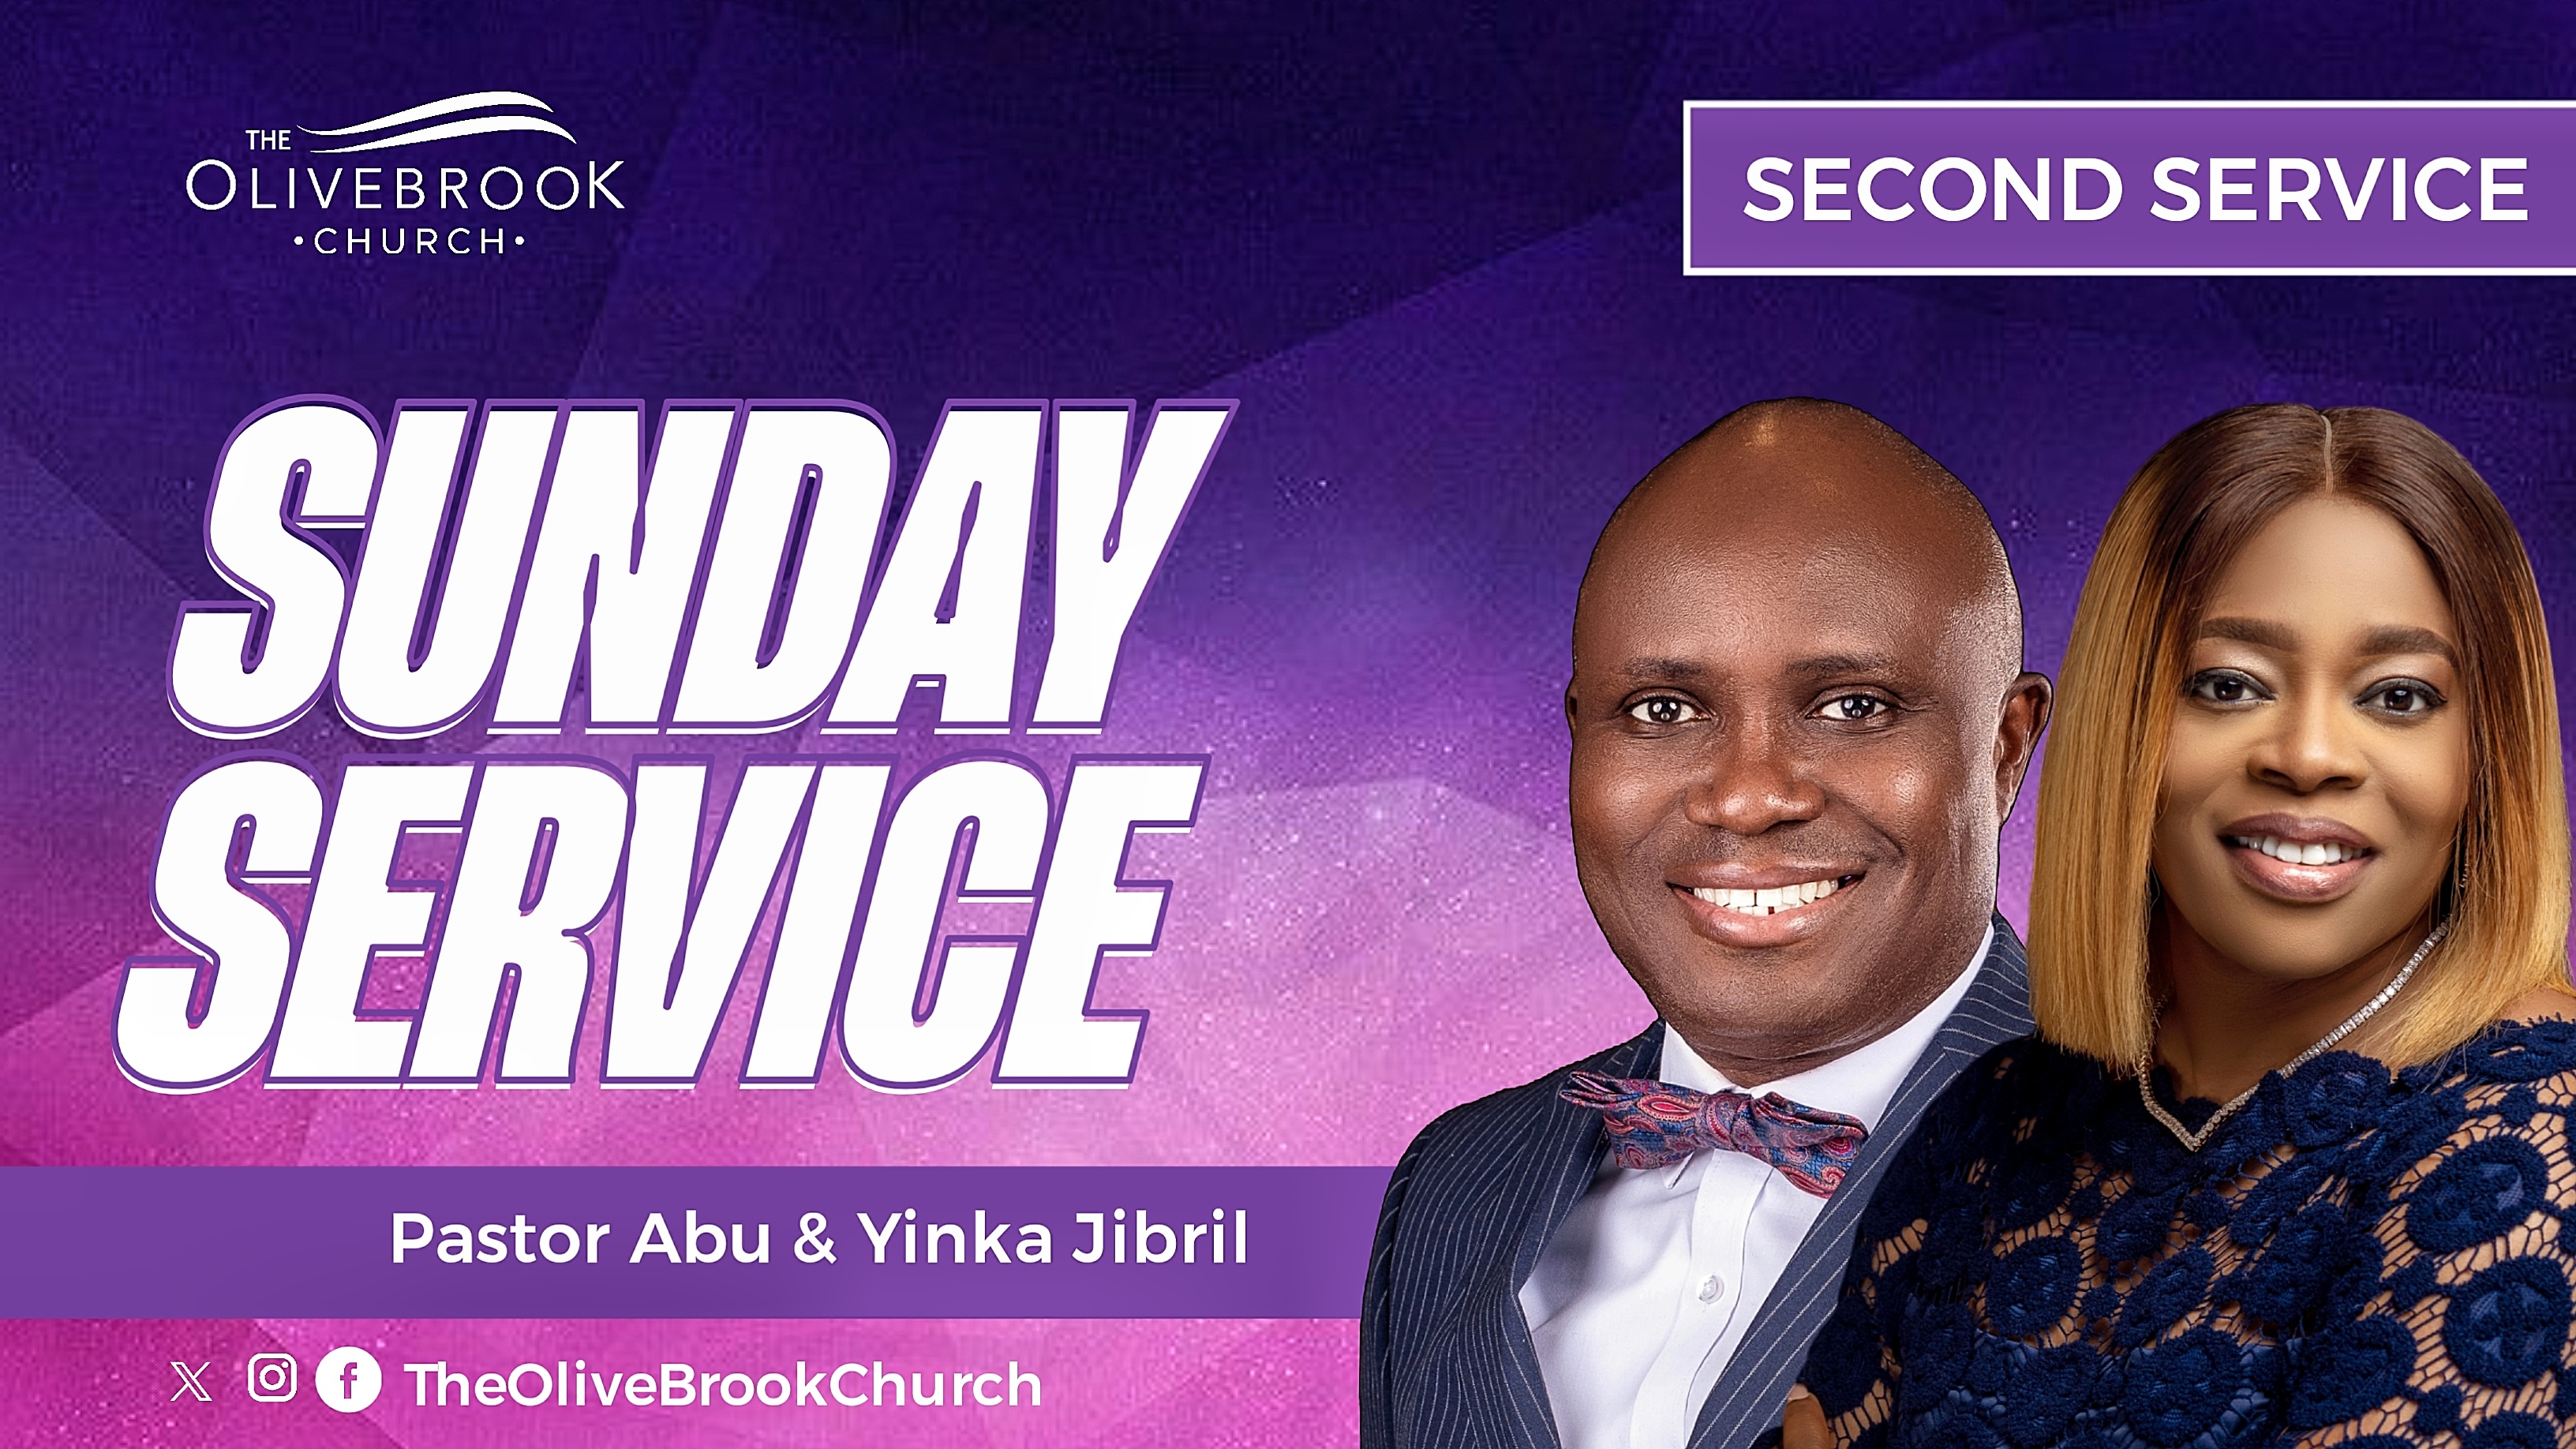 THE
OLIVEBROOK
•CHURCH•
SECOND SERVICE
SUNDAY
SERVICE
Pastor Abu & Yinka Jibril
TheOliveBrookChurch